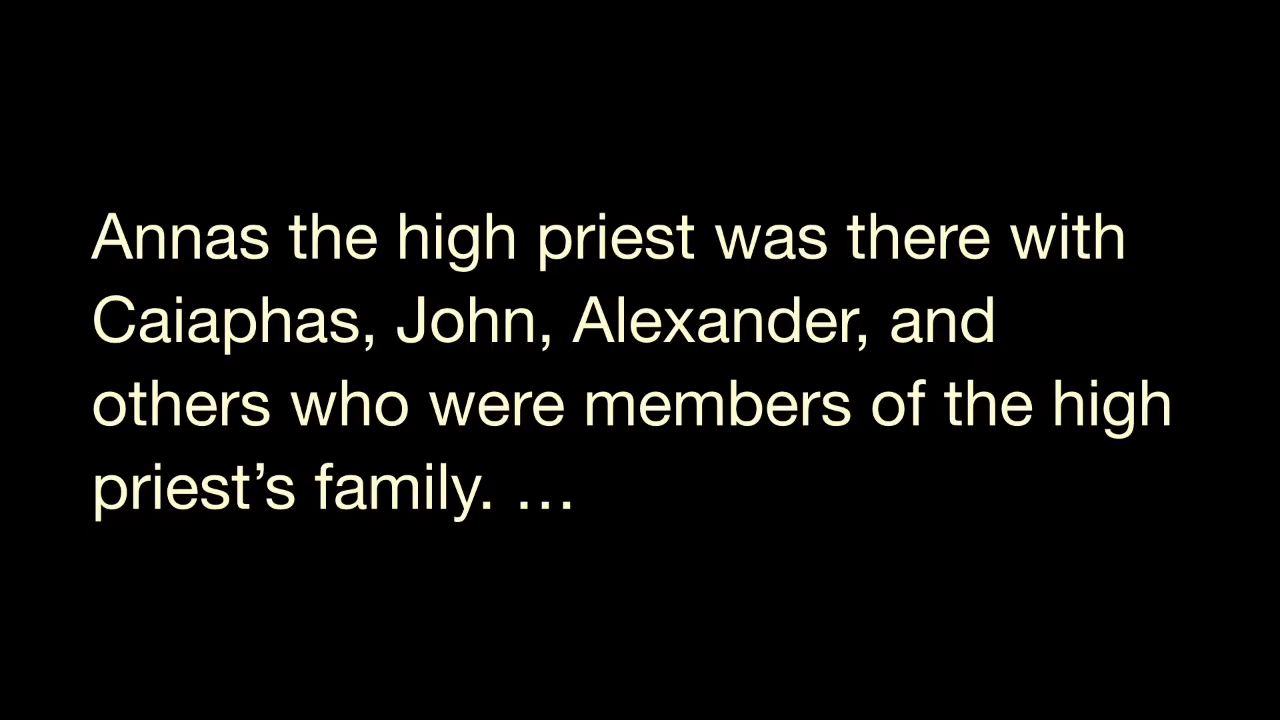 Annas the high priest was there with
Caiaphas, John, Alexander, and
others who were members of the high
priest’s family. …